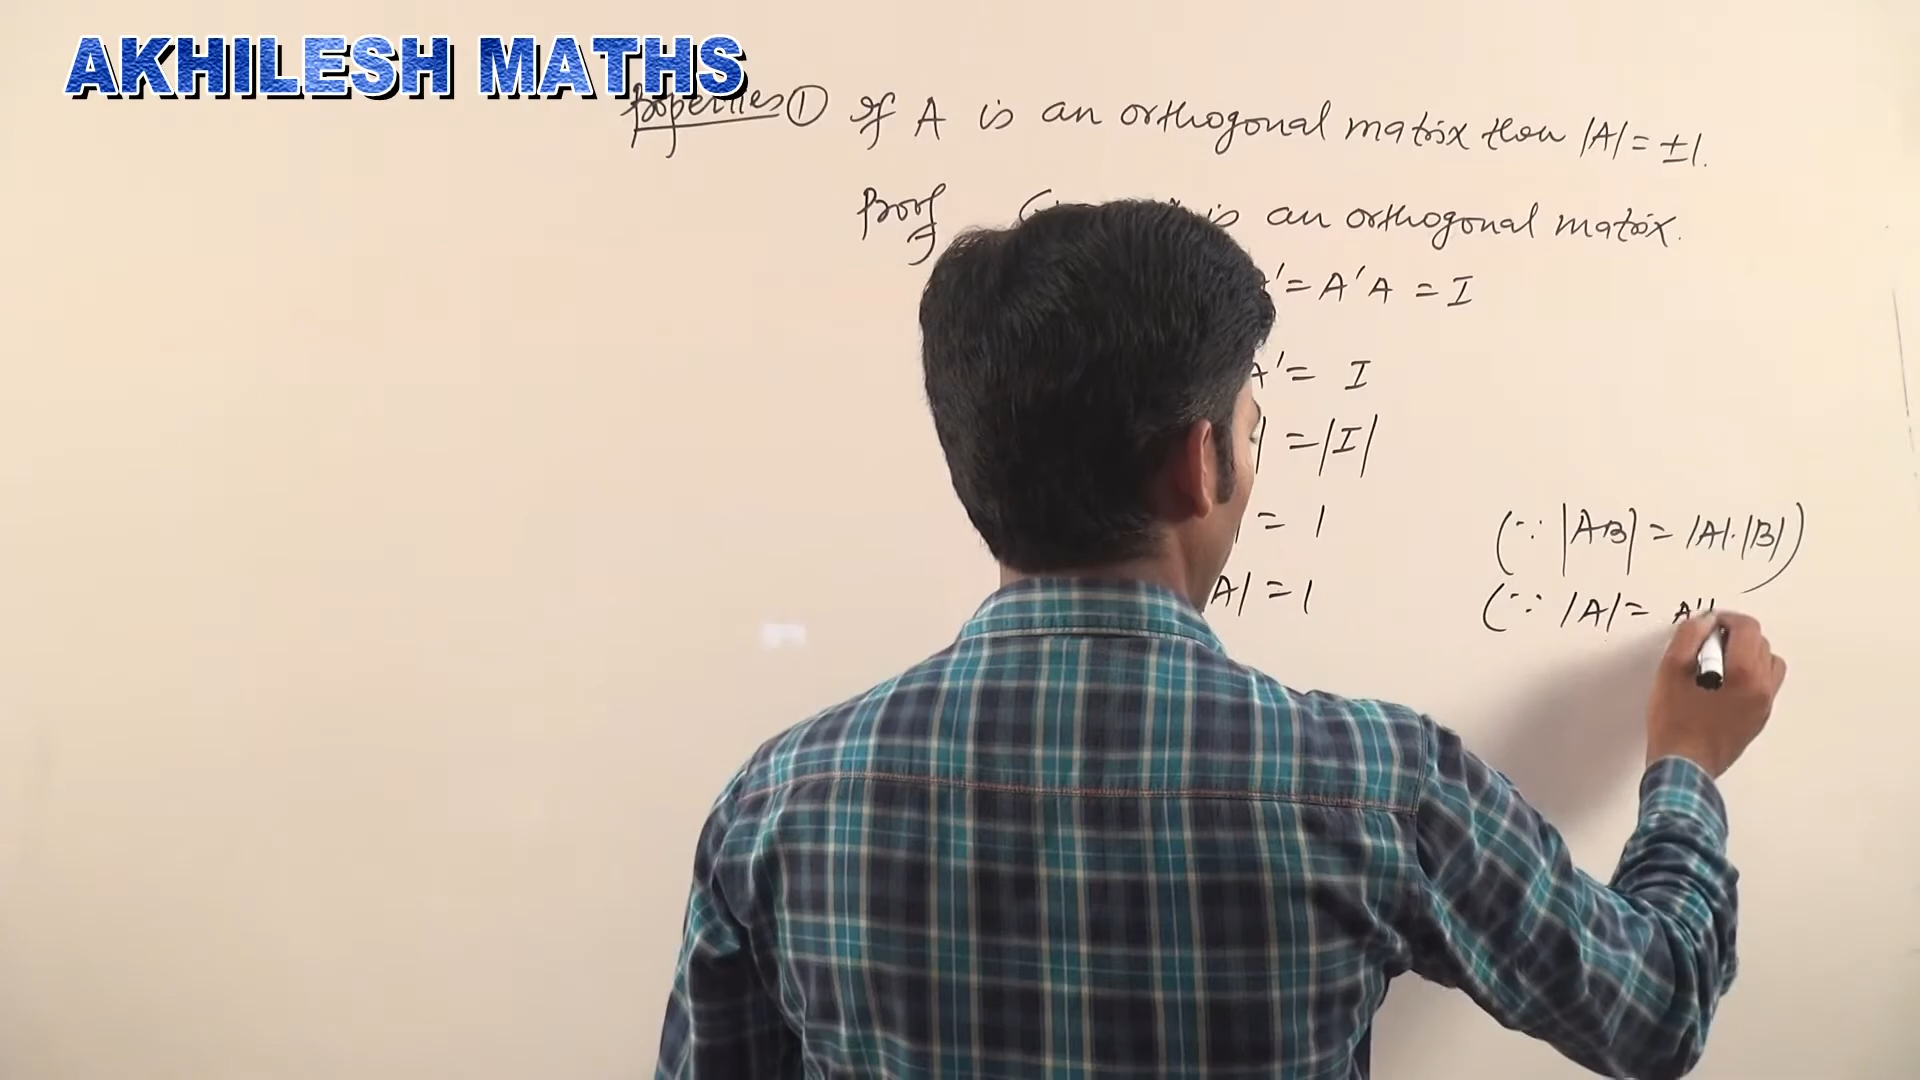 AKHILESH MATHS
Properties ① If A is an orthogonal matrix then |A| = ±1.
Proof is an orthogonal matrix.
' = A'A = I
A' = I
| = |I|
| = 1
(∵ |AB| = |A|.|B|)
A| = 1
(∵ |A| = A'|